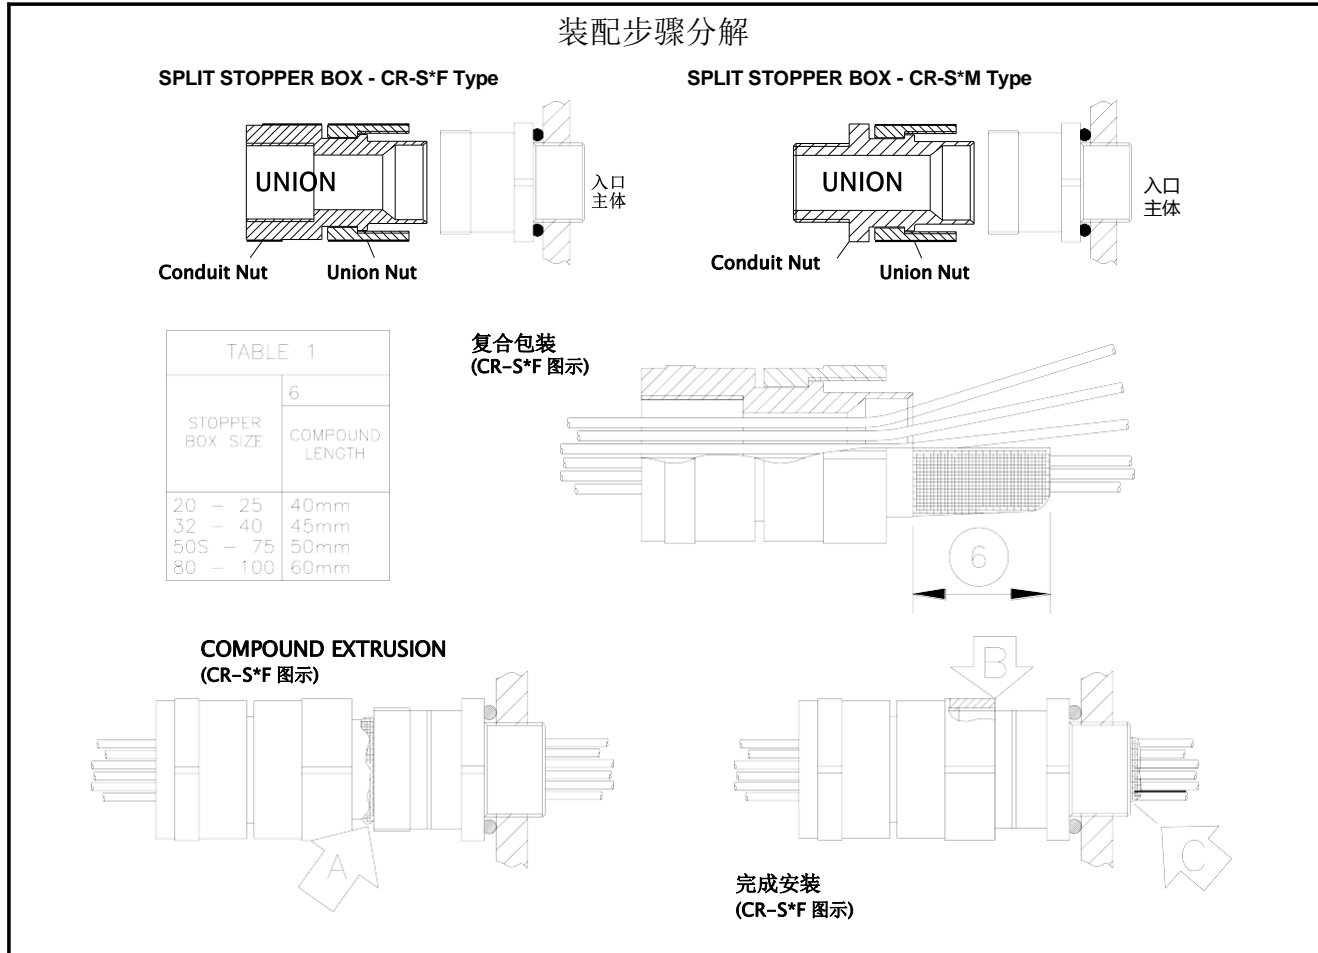 装配步骤分解
SPLIT STOPPER BOX - CR-S*F Type
SPLIT STOPPER BOX - CR-S*M Type
UNION
入口
主体
Conduit Nut
Union Nut
UNION
入口
主体
Conduit Nut
Union Nut
TABLE 1
6
STOPPER
BOX SIZE
COMPOUND
LENGTH
20 - 25 40mm
32 - 40 45mm
50S - 75 50mm
80 - 100 60mm
复合包装
(CR-S*F 图示)
6
COMPOUND EXTRUSION
(CR-S*F 图示)
A
B
C
完成安装
(CR-S*F 图示)